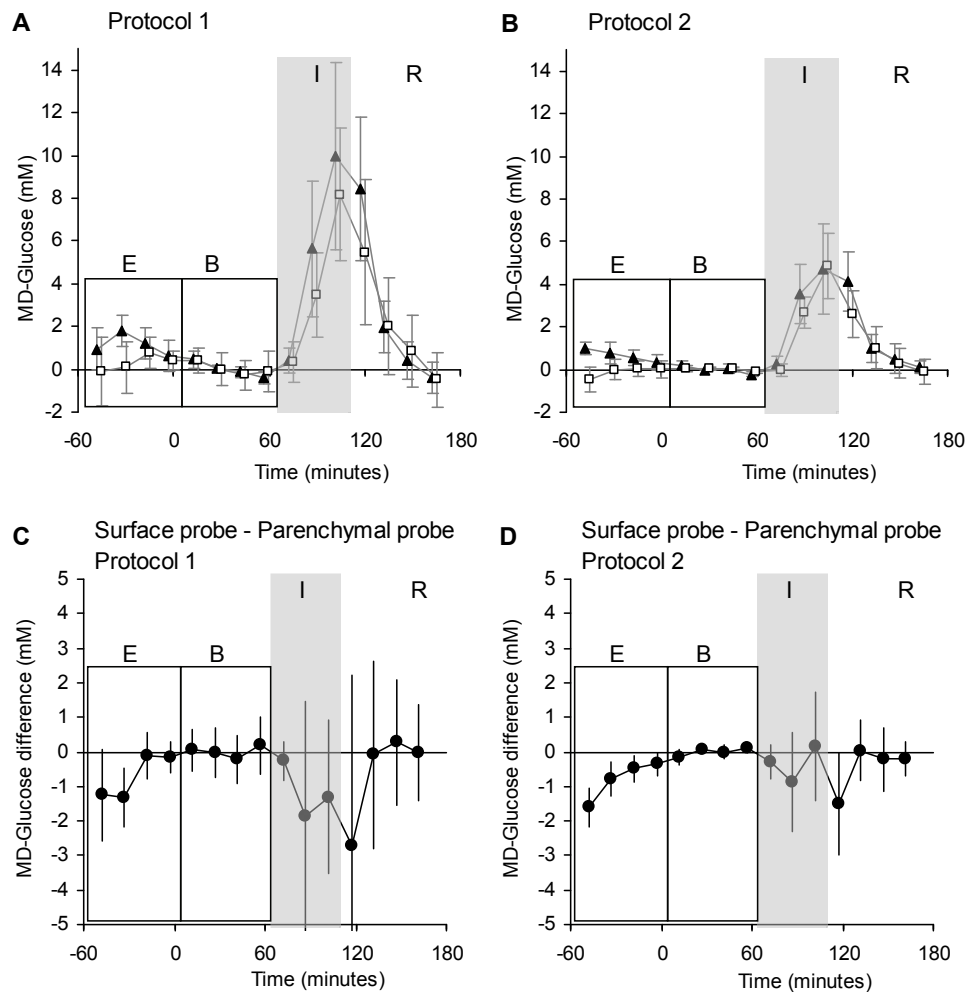 A Protocol 1
MD-Glucose (mM)
14
12
10
8
6
4
2
0
-2
E
B
I
R
-60 0 60 120 180
Time (minutes)
B Protocol 2
MD-Glucose (mM)
14
12
10
8
6
4
2
0
-2
E
B
I
R
-60 0 60 120 180
Time (minutes)
C Surface probe - Parenchymal probe
Protocol 1
MD-Glucose difference (mM)
5
4
3
2
1
0
-1
-2
-3
-4
-5
E
B
I
R
-60 0 60 120 180
Time (minutes)
D Surface probe - Parenchymal probe
Protocol 2
MD-Glucose difference (mM)
5
4
3
2
1
0
-1
-2
-3
-4
-5
E
B
I
R
-60 0 60 120 180
Time (minutes)